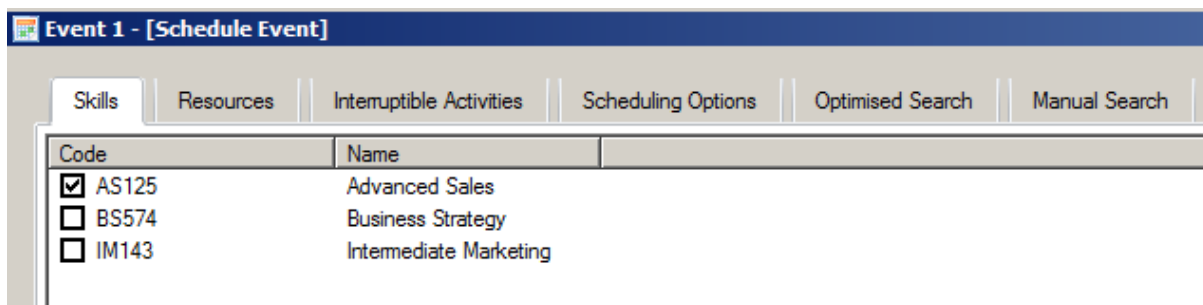 Event 1 - [Schedule Event]
Skills Resources Interruptible Activities Scheduling Options Optimised Search Manual Search
Code Name
AS125 Advanced Sales
BS574 Business Strategy
IM143 Intermediate Marketing